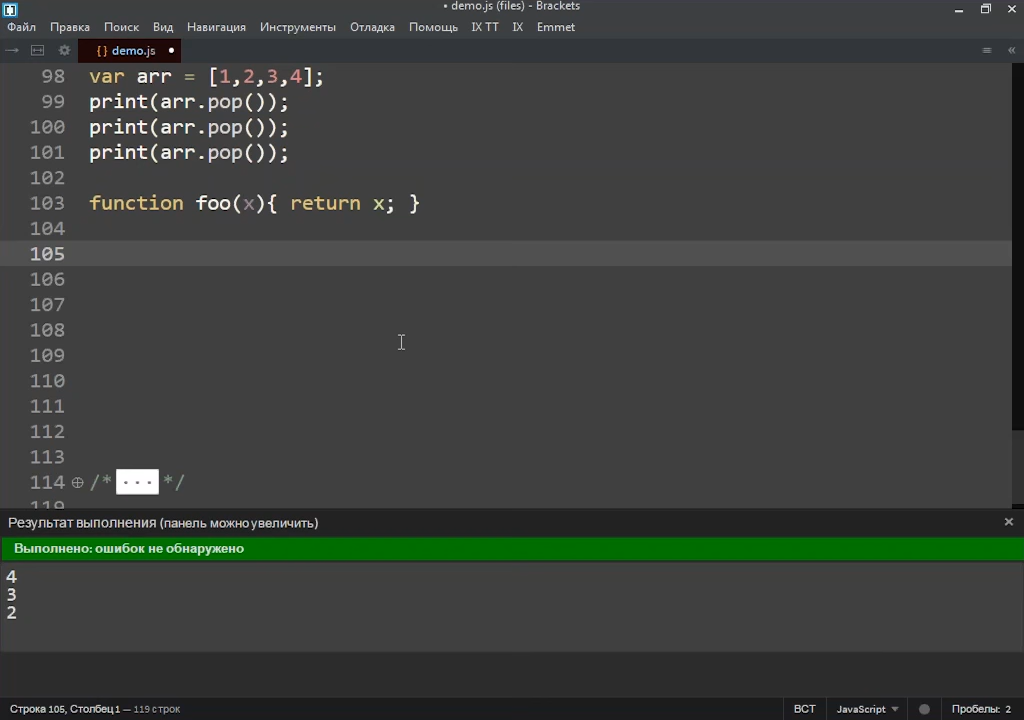 • demo.js (files) - Brackets
Файл Правка Поиск Вид Навигация Инструменты Отладка Помощь IX TT IX Emmet
{} demo.js •
98 var arr = [1,2,3,4];
99 print(arr.pop());
100 print(arr.pop());
101 print(arr.pop());
102
103 function foo(x){ return x; }
104
105
106
107
108
109
110
111
112
113
114 /* ... */
119
Результат выполнения (панель можно увеличить)
Выполнено: ошибок не обнаружено
4
3
2
Строка 105, Столбец 1 — 119 строк ВСТ JavaScript Пробелы: 2